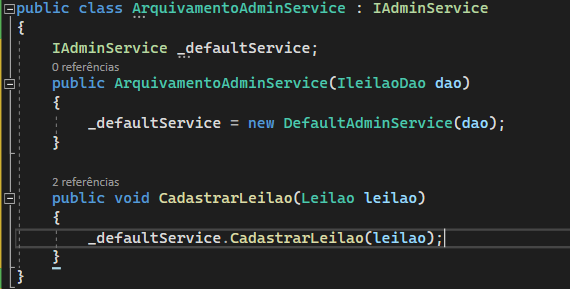 public class ArquivamentoAdminService : IAdminService
{
IAdminService _defaultService;
0 referências
public ArquivamentoAdminService(IleilaoDao dao)
{
_defaultService = new DefaultAdminService(dao);
}
2 referências
public void CadastrarLeilao(Leilao leilao)
{
_defaultService.CadastrarLeilao(leilao);
}
}